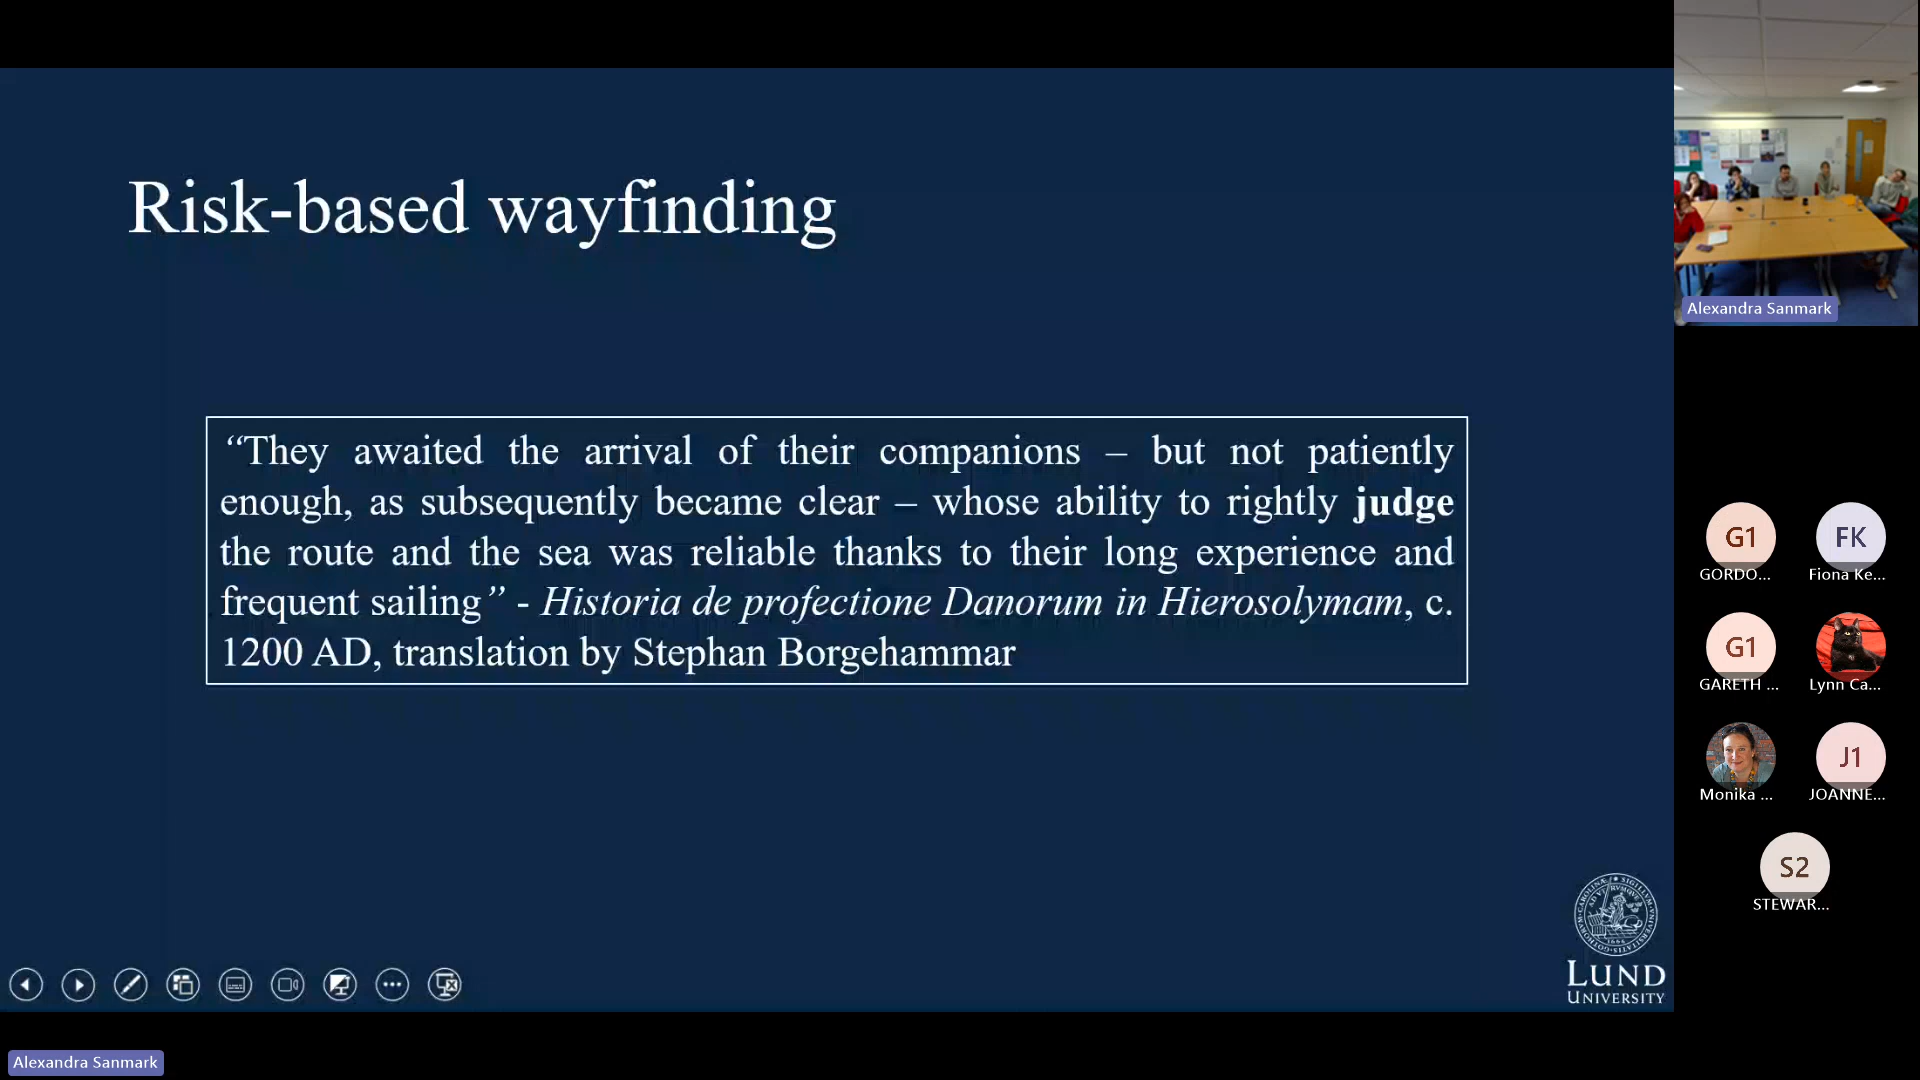 Risk-based wayfinding
“They awaited the arrival of their companions – but not patiently
enough, as subsequently became clear – whose ability to rightly judge
the route and the sea was reliable thanks to their long experience and
frequent sailing” - Historia de profectione Danorum in Hierosolymam, c.
1200 AD, translation by Stephan Borgehammar
LUND
UNIVERSITY
Alexandra Sanmark
Alexandra Sanmark
G1
GORDO...
FK
Fiona Ke...
G1
GARETH ...
Lynn Ca...
Monika ...
J1
JOANNE...
S2
STEWAR...